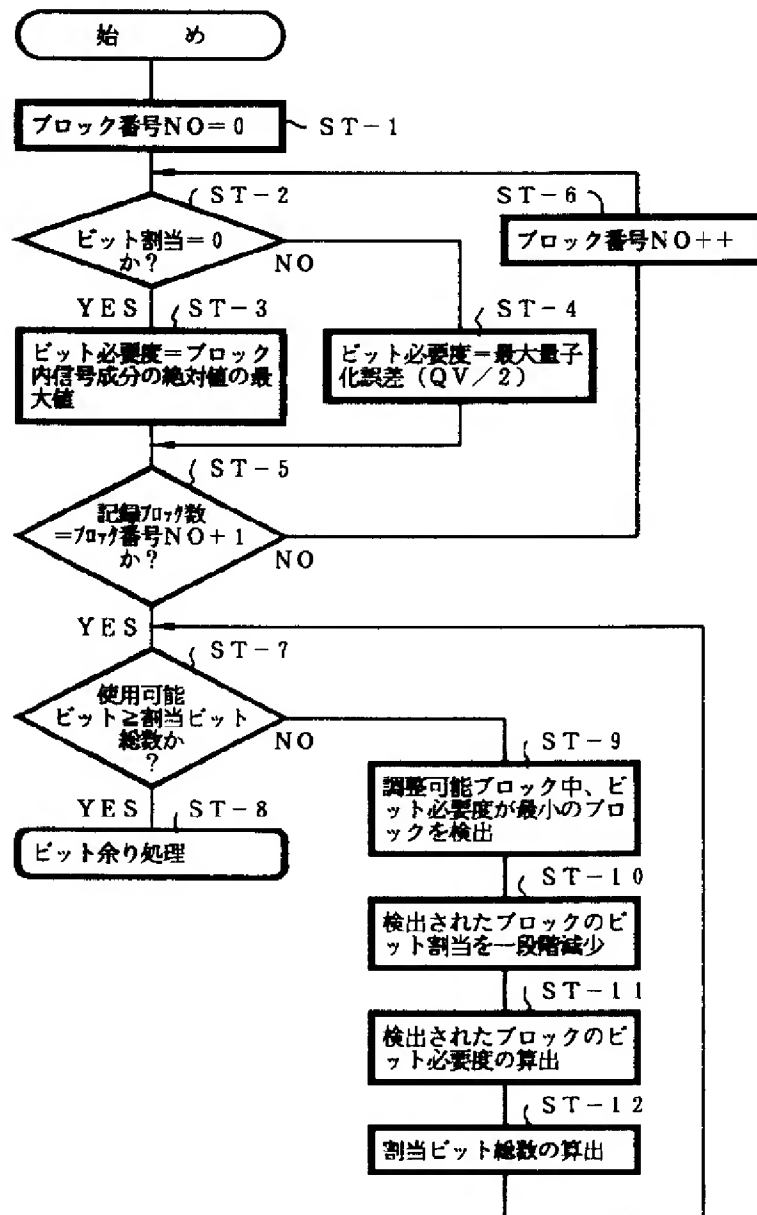 始　め
ブロック番号NO＝0
ST－1
ST－2
ST－6
ビット割当＝0
か？
NO
ブロック番号NO＋＋
YES
ST－3
ST－4
ビット必要度＝ブロック
内信号成分の絶対値の最
大値
ビット必要度＝最大量子
化誤差（QV／2）
ST－5
記録ブロック数
＝ブロック番号NO＋1
か？
NO
YES
ST－7
使用可能
ビット≧割当ビット
総数か
？
NO
ST－9
YES
ST－8
ビット余り処理
調整可能ブロック中、ビ
ット必要度が最小のブロ
ックを検出
ST－10
検出されたブロックのビ
ット割当を一段階減少
ST－11
検出されたブロックのビ
ット必要度の算出
ST－12
割当ビット総数の算出